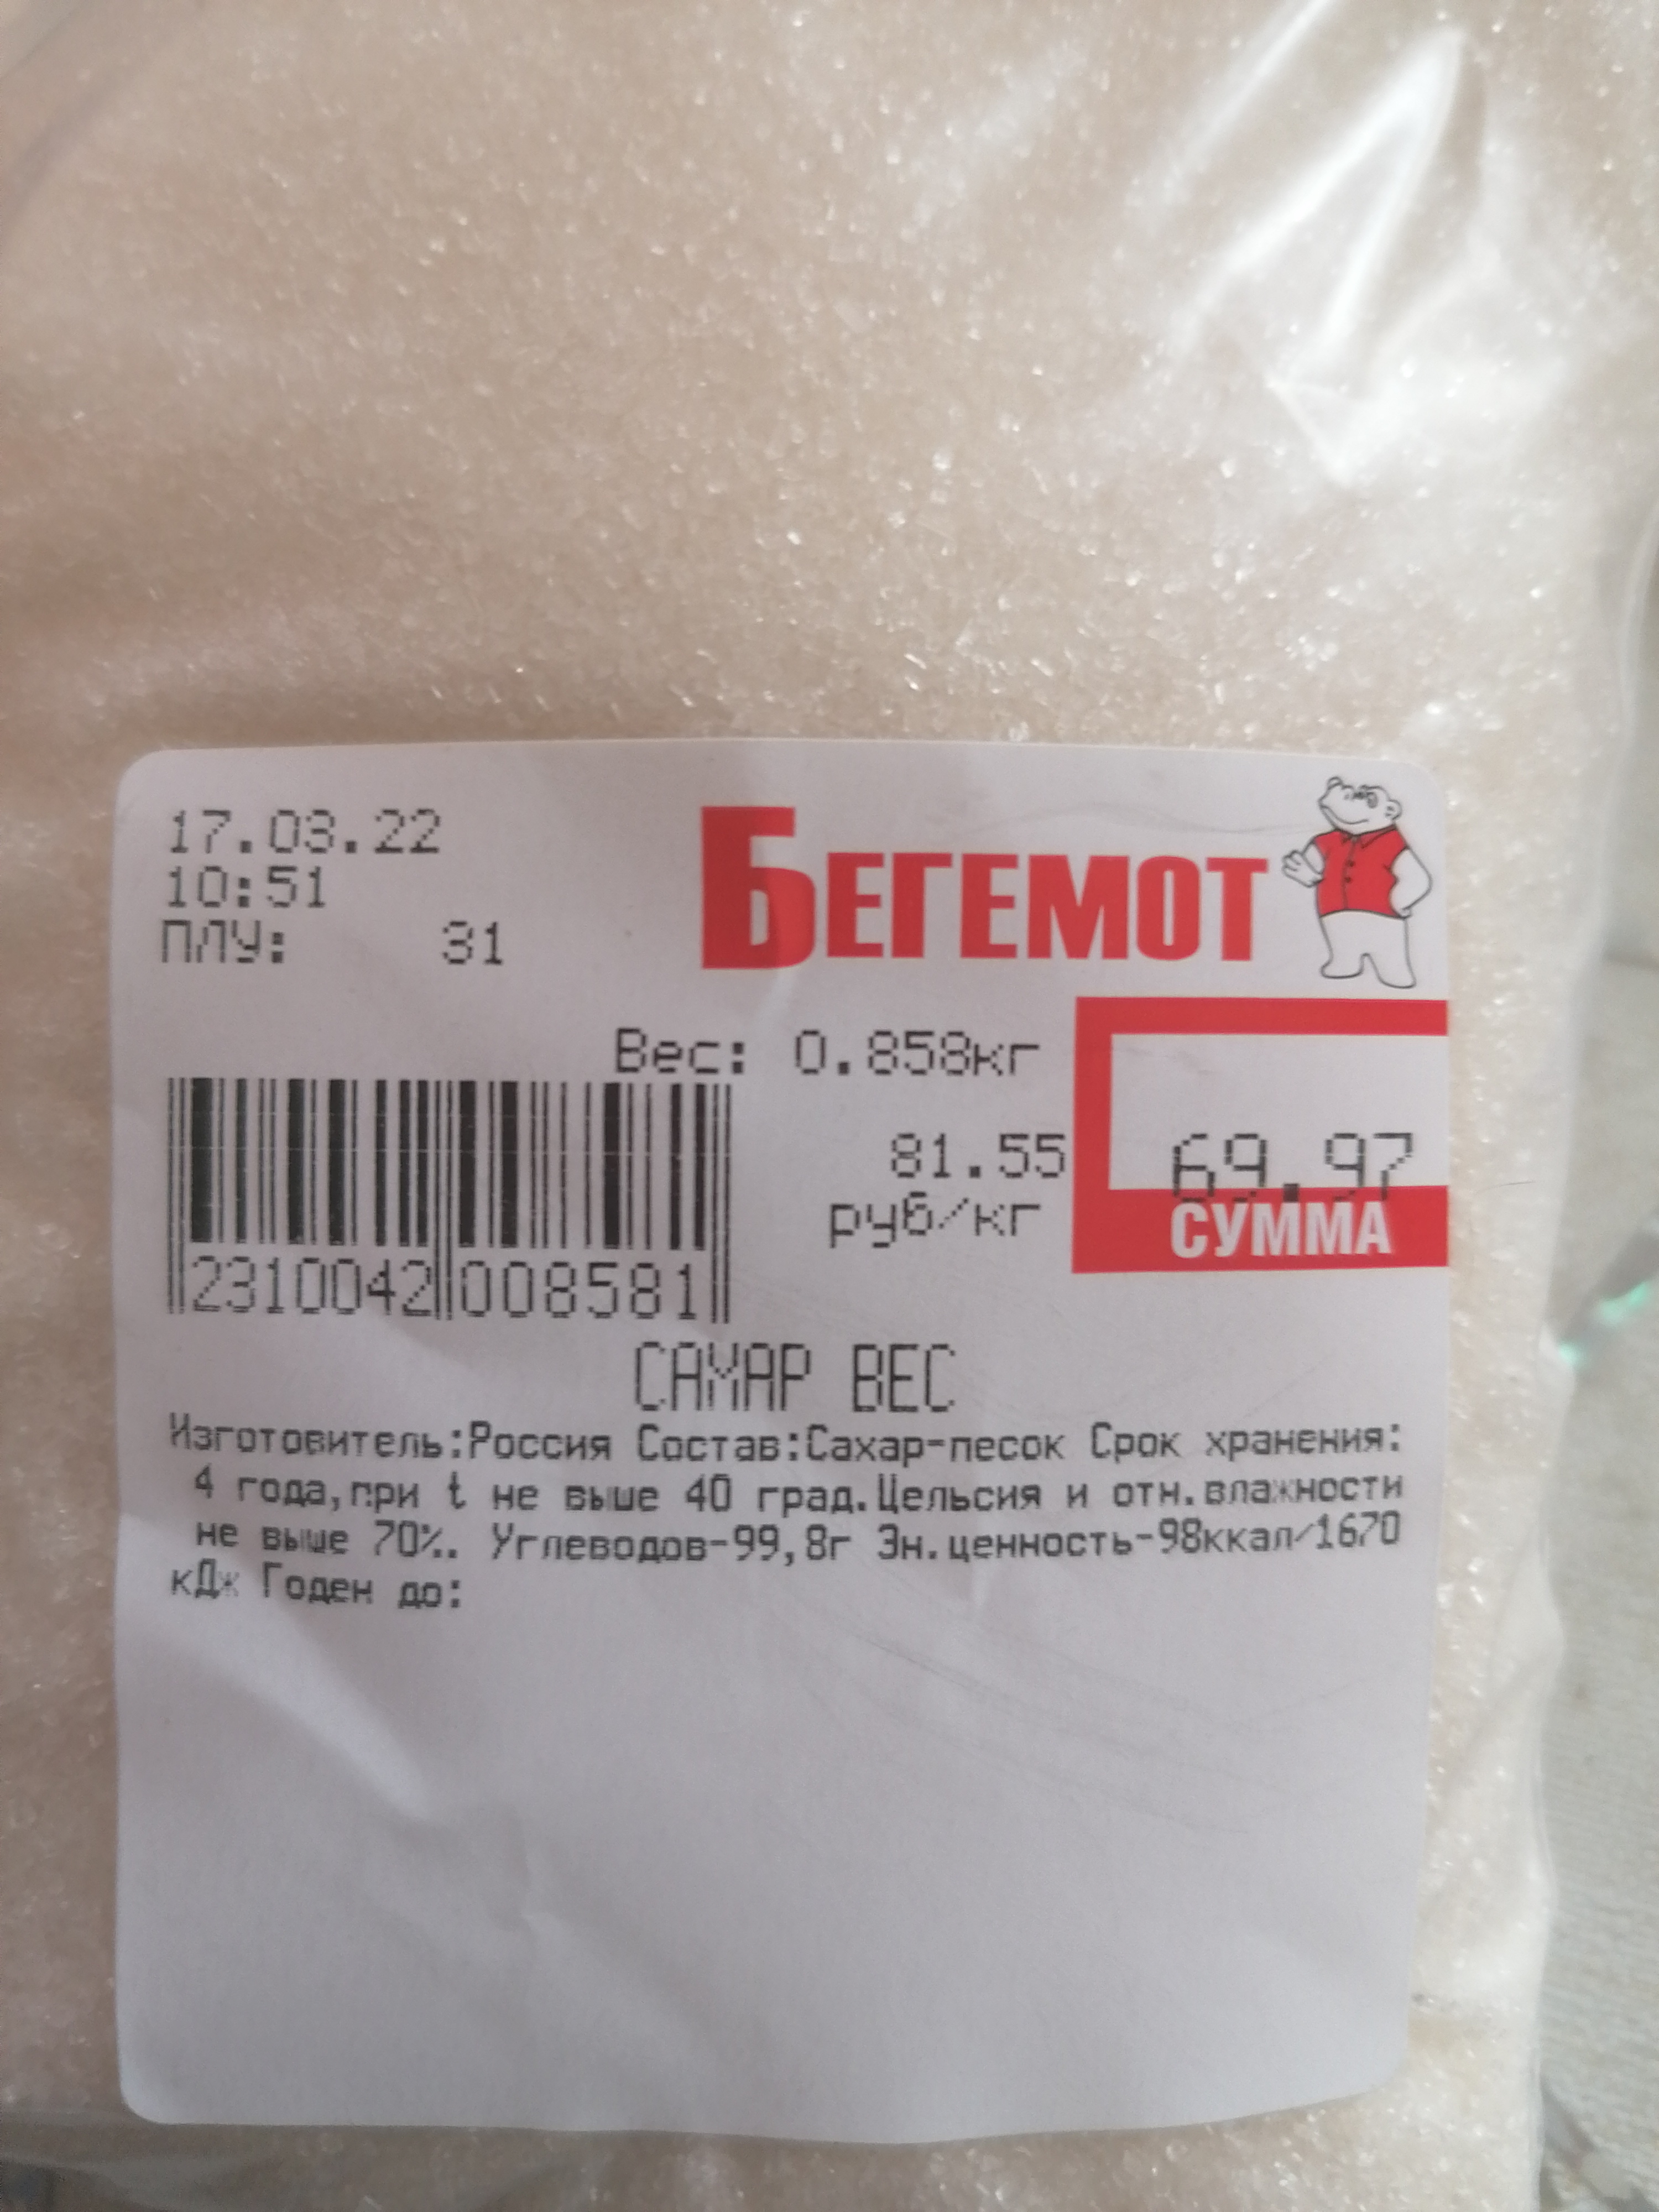 17.03.22
БЕГЕМОТ
10:51
ПЛУ: 31
Вес: 0.858кг
81.55
руб/кг
69.97
СУММА
2310042 008581
САХАР ВЕС
Изготовитель:Россия Состав:Сахар-песок Срок хранения:
4 года,при t не выше 40 град.Цельсия и отн.влажности
не выше 70%. Углеводов-99,8г Эн.ценность-98ккал/1670
кДж Годен до: